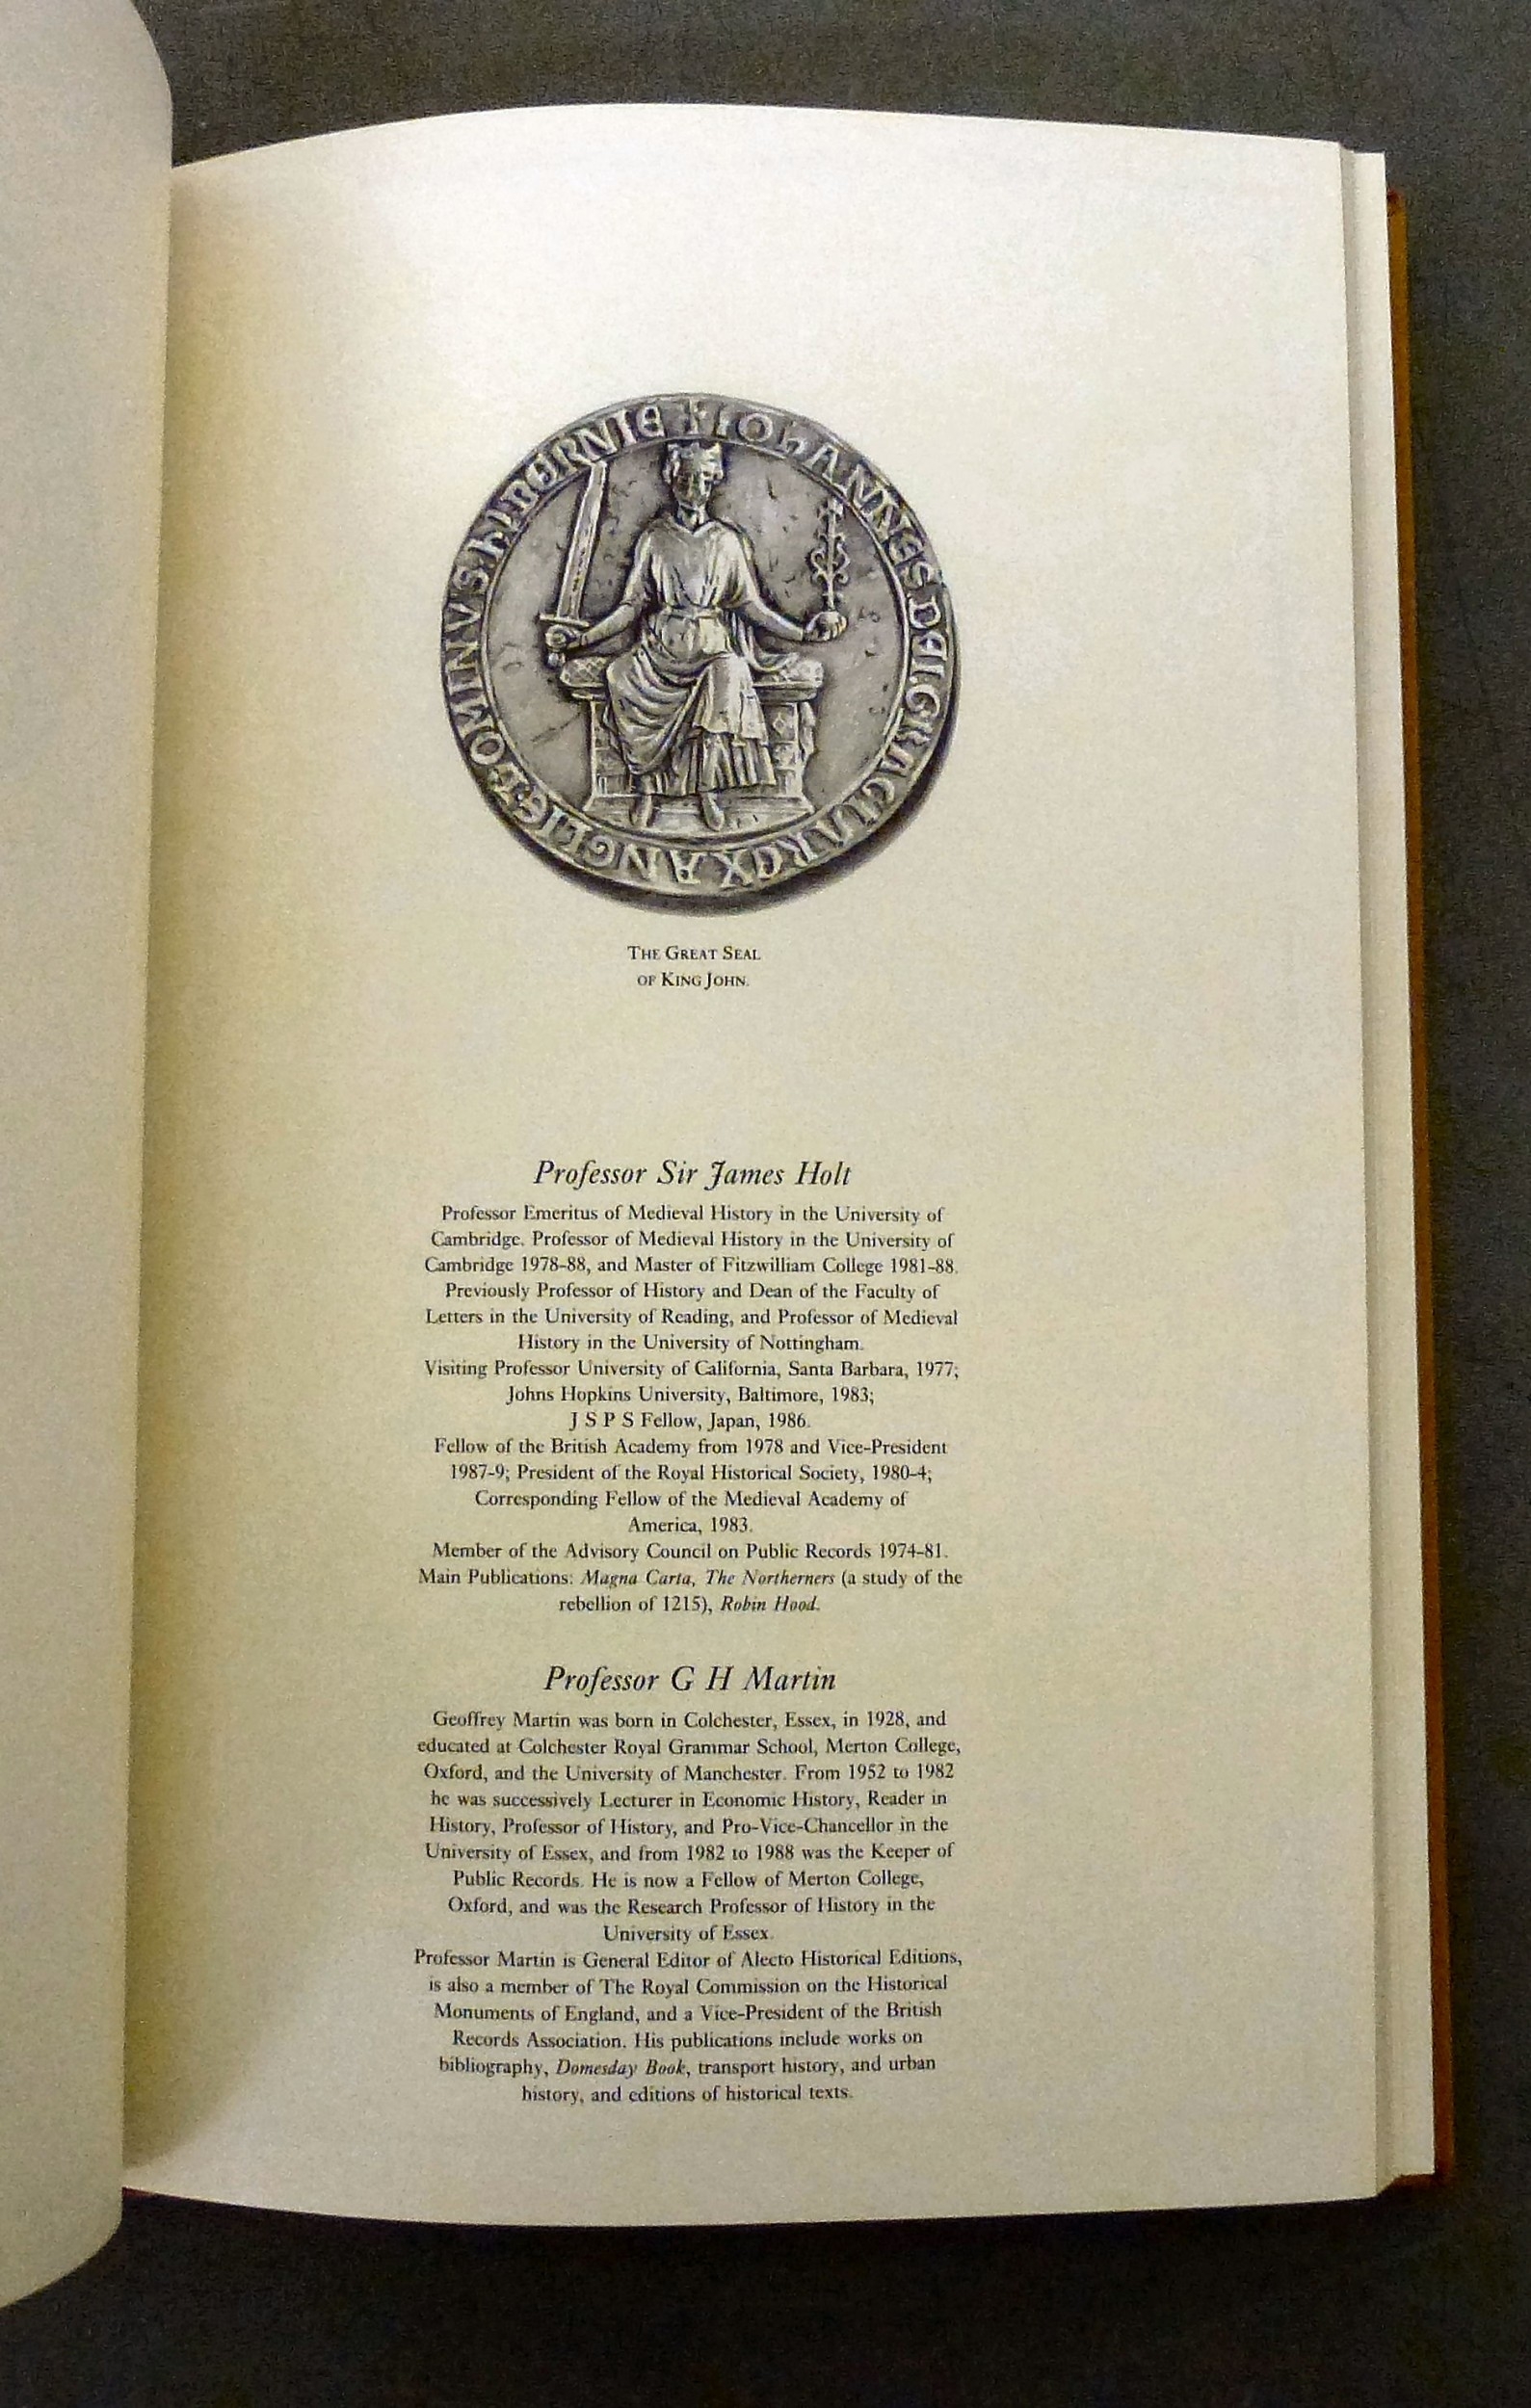 IOHANNES DEI GRACIA REX ANGLIE DOMINVS HIBERNIE
THE GREAT SEAL
OF KING JOHN.
Professor Sir James Holt
Professor Emeritus of Medieval History in the University of
Cambridge. Professor of Medieval History in the University of
Cambridge 1978-88, and Master of Fitzwilliam College 1981-88.
Previously Professor of History and Dean of the Faculty of
Letters in the University of Reading, and Professor of Medieval
History in the University of Nottingham.
Visiting Professor University of California, Santa Barbara, 1977;
Johns Hopkins University, Baltimore, 1983;
J S P S Fellow, Japan, 1986.
Fellow of the British Academy from 1978 and Vice-President
1987-9; President of the Royal Historical Society, 1980-4;
Corresponding Fellow of the Medieval Academy of
America, 1983.
Member of the Advisory Council on Public Records 1974-81.
Main Publications: Magna Carta, The Northerners (a study of the
rebellion of 1215), Robin Hood.
Professor G H Martin
Geoffrey Martin was born in Colchester, Essex, in 1928, and
educated at Colchester Royal Grammar School, Merton College,
Oxford, and the University of Manchester. From 1952 to 1982
he was successively Lecturer in Economic History, Reader in
History, Professor of History, and Pro-Vice-Chancellor in the
University of Essex, and from 1982 to 1988 was the Keeper of
Public Records. He is now a Fellow of Merton College,
Oxford, and was the Research Professor of History in the
University of Essex.
Professor Martin is General Editor of Alecto Historical Editions,
is also a member of The Royal Commission on the Historical
Monuments of England, and a Vice-President of the British
Records Association. His publications include works on
bibliography, Domesday Book, transport history, and urban
history, and editions of historical texts.